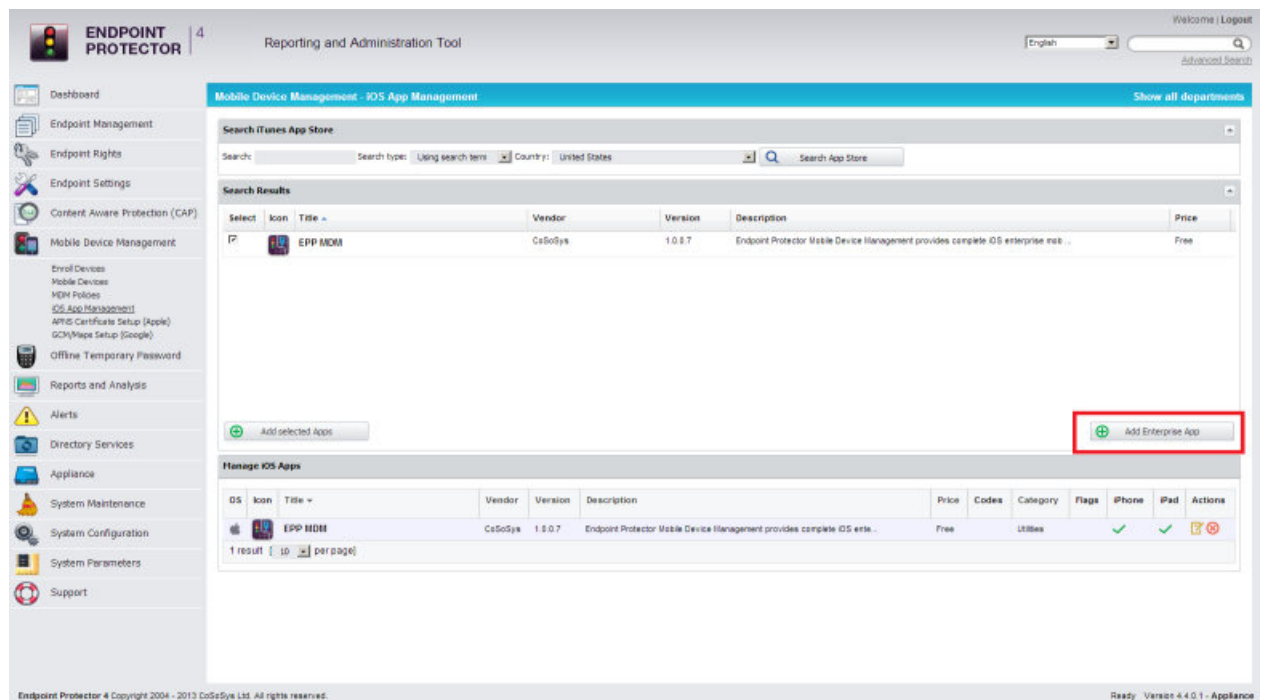 Welcome | Logout
ENDPOINT PROTECTOR 4
Reporting and Administration Tool
English
Advanced Search
Dashboard
Endpoint Management
Endpoint Rights
Endpoint Settings
Content Aware Protection (CAP)
Mobile Device Management
Enroll Devices
Mobile Devices
MDM Policies
iOS App Management
APNS Certificate Setup (Apple)
GCM/Maps Setup (Google)
Offline Temporary Password
Reports and Analysis
Alerts
Directory Services
Appliance
System Maintenance
System Configuration
System Parameters
Support
Mobile Device Management - iOS App Management Show all departments
Search iTunes App Store
Search: Search type: Using search term Country: United States Search App Store
Search Results
Select Icon Title Vendor Version Description Price
EPP MDM CoSoSys 1.0.0.7 Endpoint Protector Mobile Device Management provides complete iOS enterprise mob ... Free
Add selected Apps Add Enterprise App
Manage iOS Apps
OS Icon Title Vendor Version Description Price Codes Category Flags iPhone iPad Actions
EPP MDM CoSoSys 1.0.0.7 Endpoint Protector Mobile Device Management provides complete iOS ente... Free Utilities
1 result [ 10 per page]
Endpoint Protector 4 Copyright 2004 - 2013 CoSoSys Ltd. All rights reserved. Ready Version 4.4.0.1 - Appliance